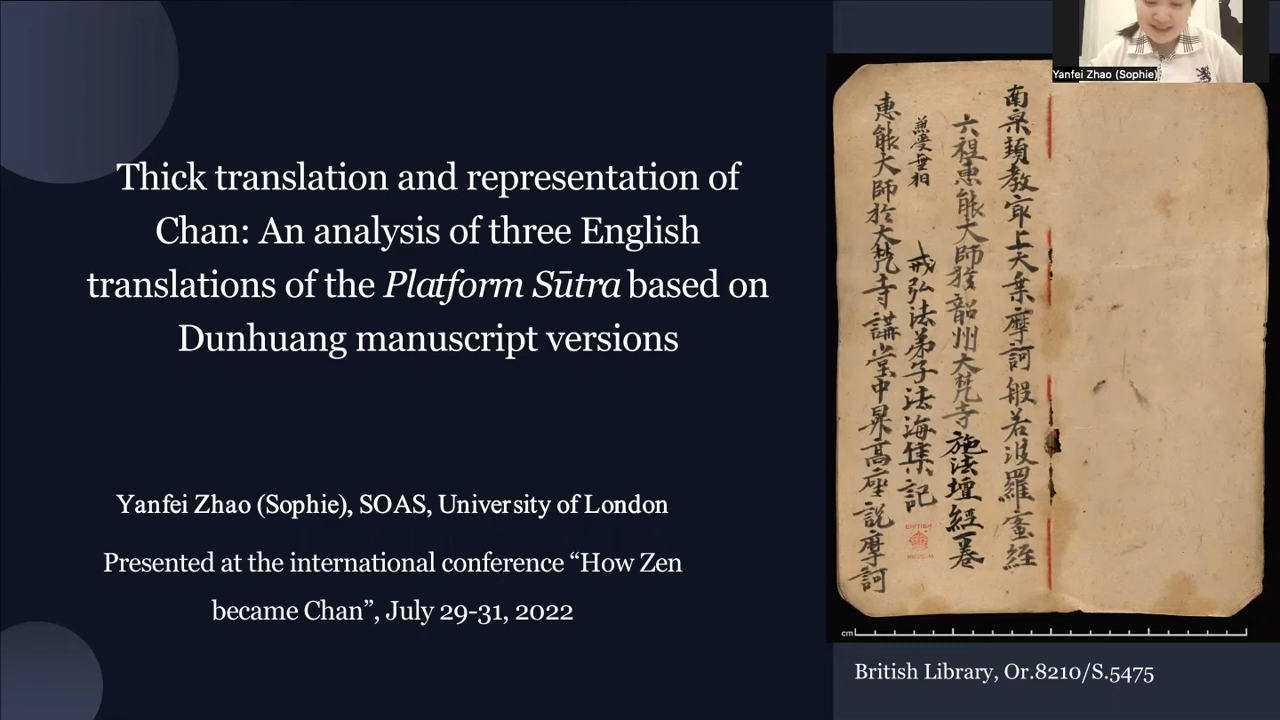 Thick translation and representation of
Chan: An analysis of three English
translations of the Platform Sūtra based on
Dunhuang manuscript versions
Yanfei Zhao (Sophie), SOAS, University of London
Presented at the international conference “How Zen
became Chan”, July 29-31, 2022
Yanfei Zhao (Sophie)
南宗頓教冣上大乗摩訶般若波羅蜜経
六祖惠能大師於韶州大梵寺施法壇經一卷
兼受無相
戒弘法弟子法海集記
惠能大師於大梵寺講堂中昇高座說摩訶
cm
British Library, Or.8210/S.5475